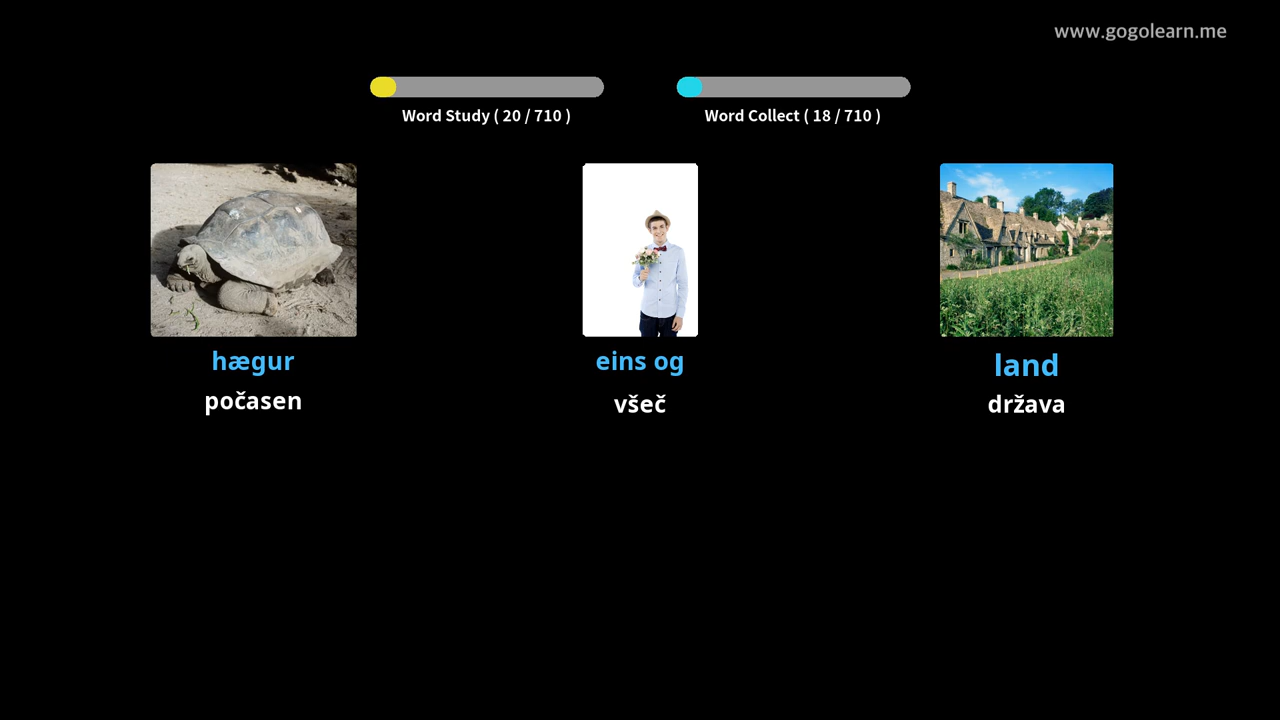 www.gogolearn.me
Word Study ( 20 / 710 )
Word Collect ( 18 / 710 )
hægur
eins og
land
počasen
všeč
država